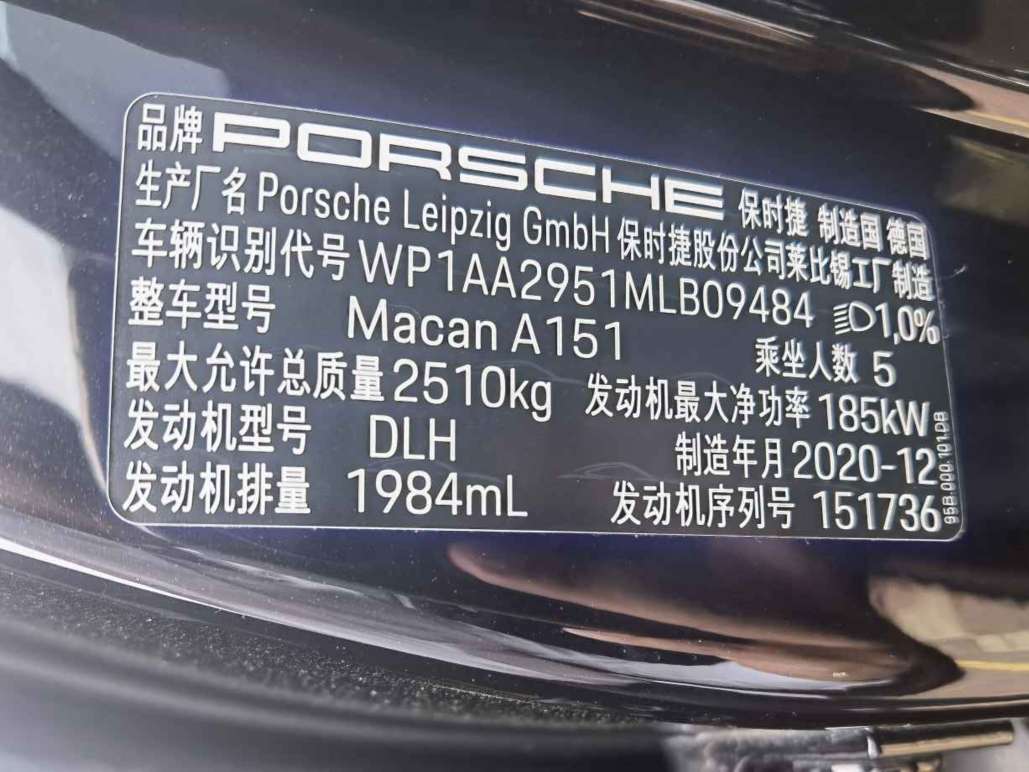 品牌 PORSCHE 保时捷 制造国 德国
生产厂名 Porsche Leipzig GmbH 保时捷股份公司莱比锡工厂制造
车辆识别代号 WP1AA2951MLB09484 1,0%
整车型号 Macan A151 乘坐人数 5
最大允许总质量 2510kg 发动机最大净功率 185kW
发动机型号 DLH 制造年月 2020-12
发动机排量 1984mL 发动机序列号 151736
95B.000.101.DB